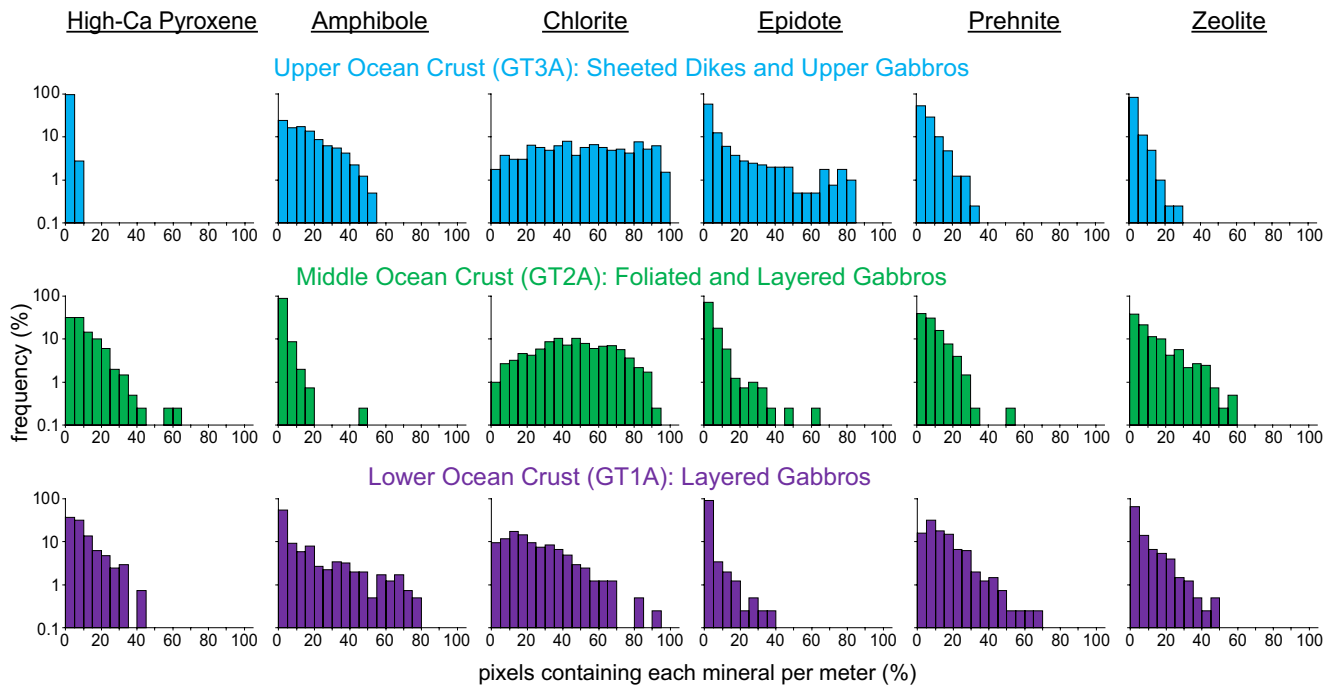 High-Ca Pyroxene Amphibole Chlorite Epidote Prehnite Zeolite
Upper Ocean Crust (GT3A): Sheeted Dikes and Upper Gabbros
100
10
1
0.1
0 20 40 60 80 100 0 20 40 60 80 100 0 20 40 60 80 100 0 20 40 60 80 100 0 20 40 60 80 100 0 20 40 60 80 100
Middle Ocean Crust (GT2A): Foliated and Layered Gabbros
frequency (%)
100
10
1
0.1
0 20 40 60 80 100 0 20 40 60 80 100 0 20 40 60 80 100 0 20 40 60 80 100 0 20 40 60 80 100 0 20 40 60 80 100
Lower Ocean Crust (GT1A): Layered Gabbros
100
10
1
0.1
0 20 40 60 80 100 0 20 40 60 80 100 0 20 40 60 80 100 0 20 40 60 80 100 0 20 40 60 80 100 0 20 40 60 80 100
pixels containing each mineral per meter (%)